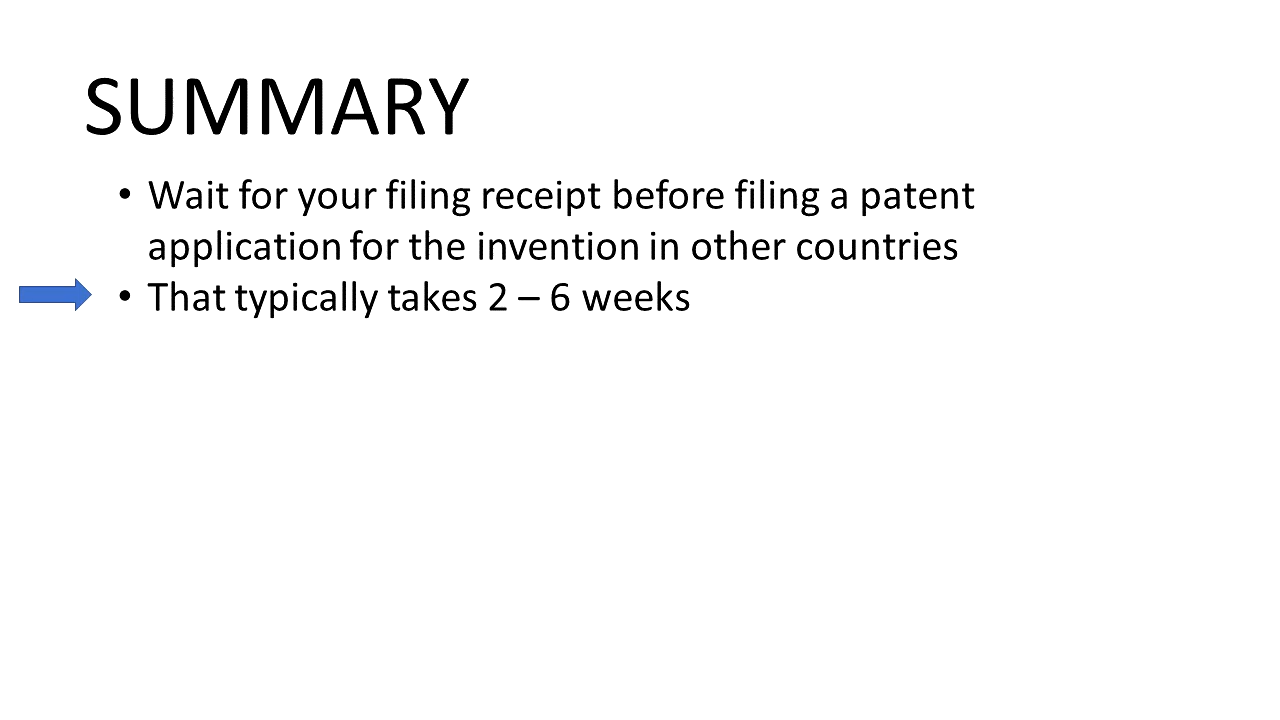 SUMMARY
• Wait for your filing receipt before filing a patent
application for the invention in other countries
• That typically takes 2 – 6 weeks